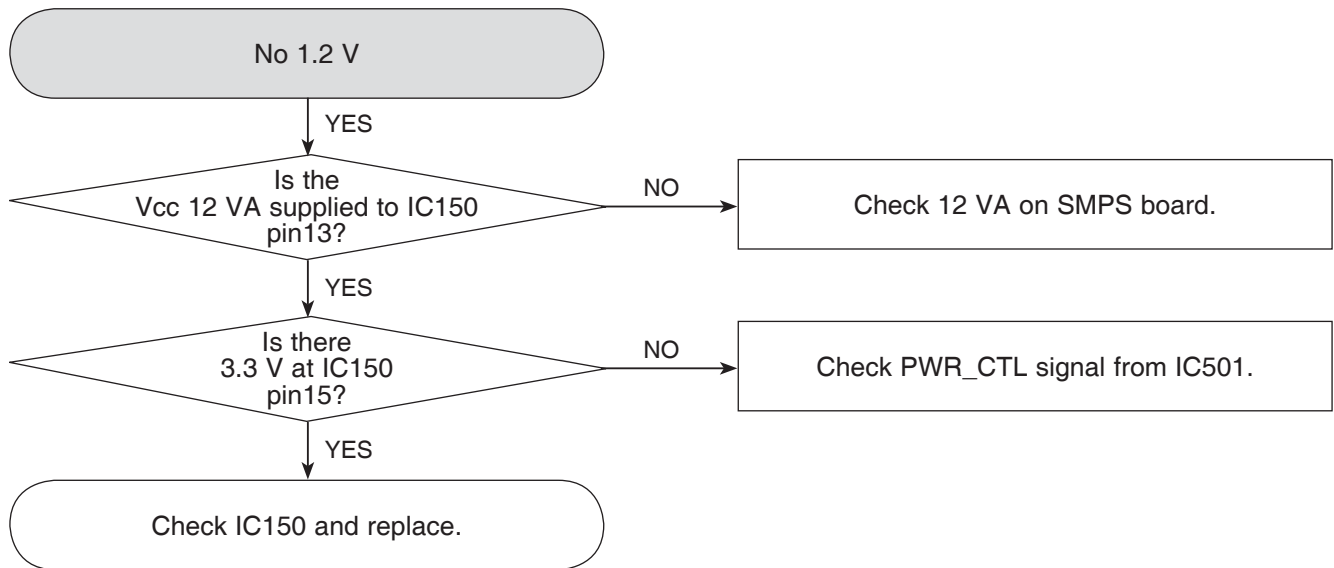 No 1.2 V
YES
Is the
Vcc 12 VA supplied to IC150
pin13?
NO
Check 12 VA on SMPS board.
YES
Is there
3.3 V at IC150
pin15?
NO
Check PWR_CTL signal from IC501.
YES
Check IC150 and replace.